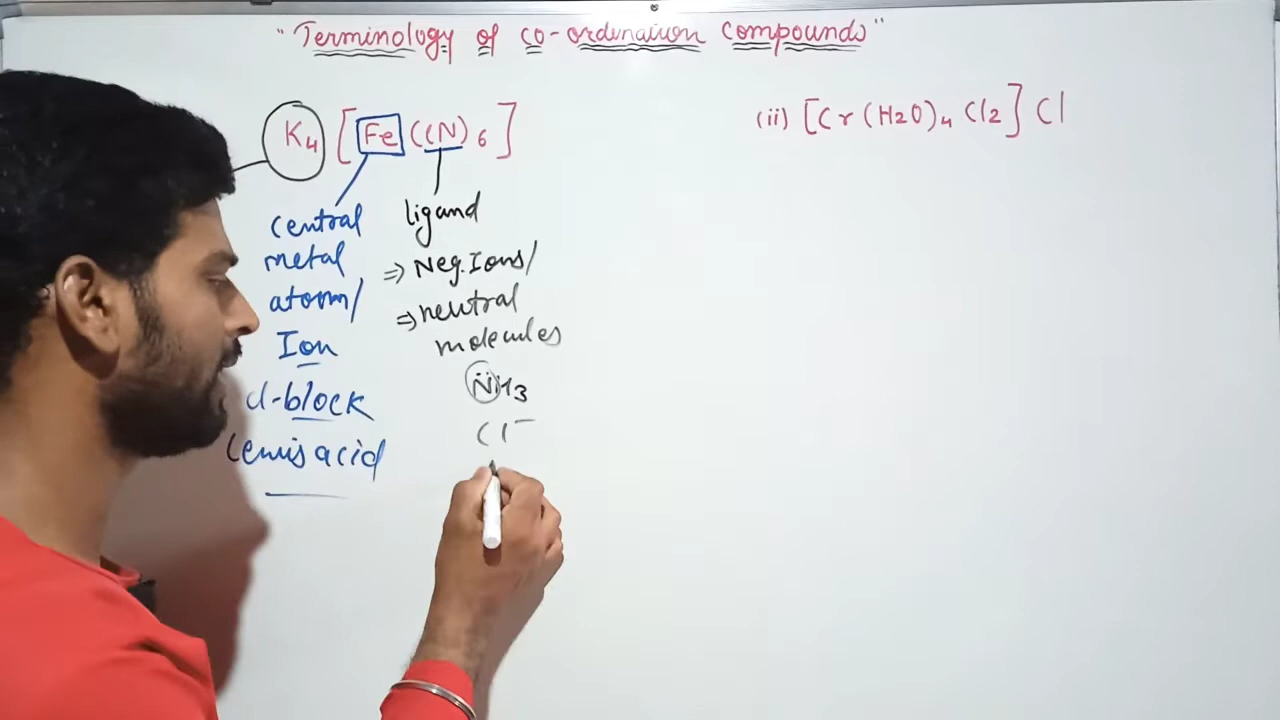 "Terminology of co-ordination compounds"
K4 [Fe(CN)6]
central
metal
atom/
Ion
d-block
Lewis acid
ligand
⇒ Neg.Ions/
⇒ neutral
molecules
N̈H3
Cl⁻
(ii) [Cr(H2O)4 Cl2] Cl